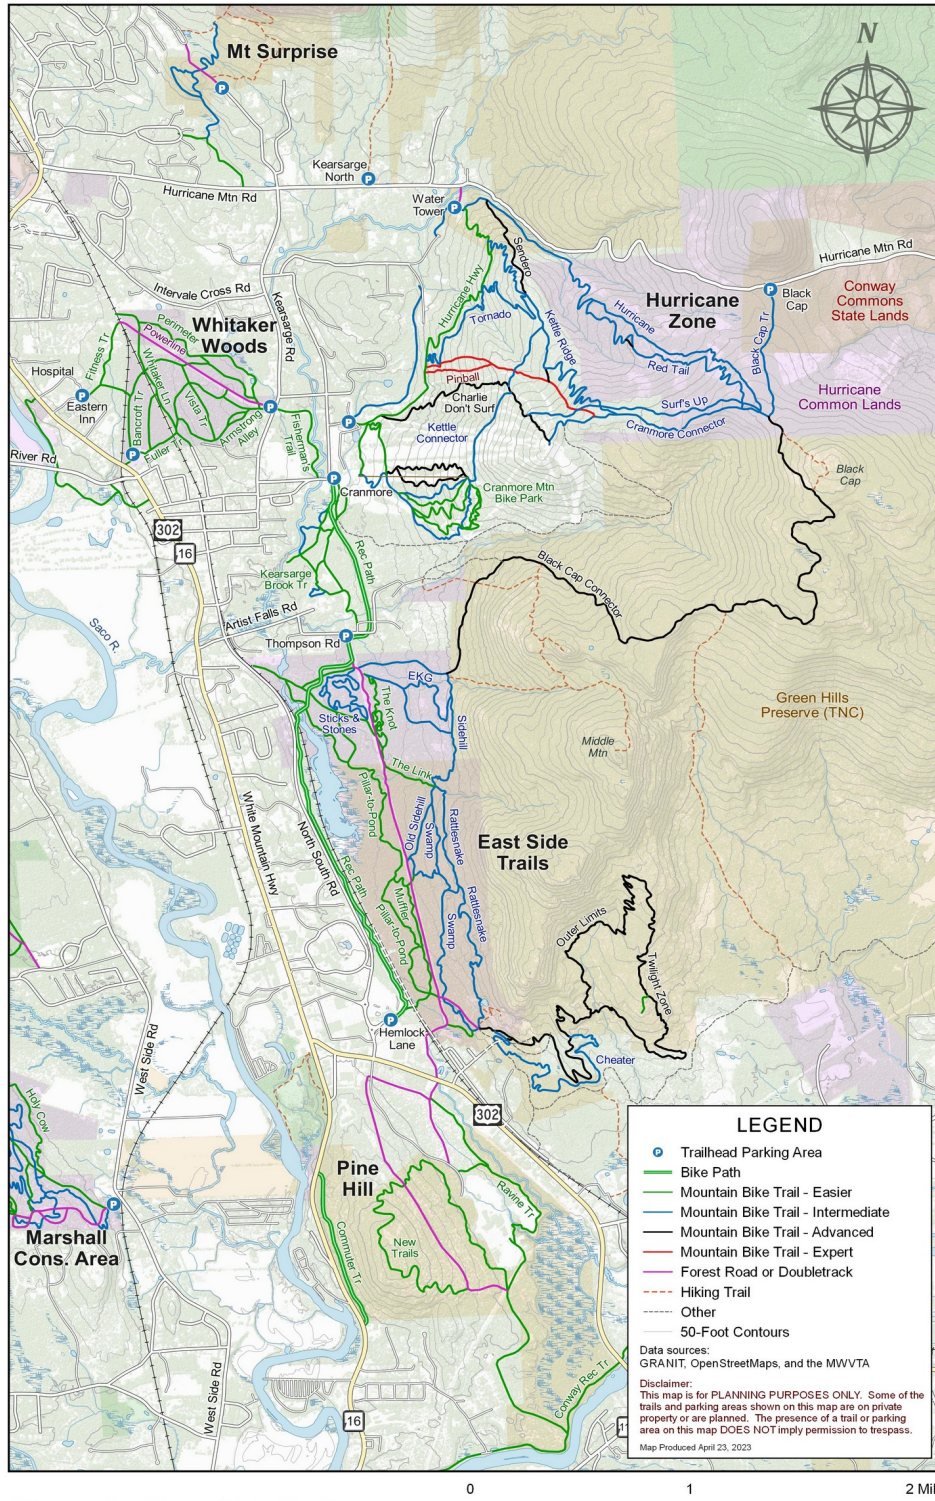 Mt Surprise
N
Kearsarge
North
Hurricane Mtn Rd
Water
Tower
Sendero
Hurricane Mtn Rd
Intervale Cross Rd
Kearsarge Rd
Hurricane Hwy
Black
Cap
Conway
Commons
State Lands
Hurricane
Zone
Whitaker
Woods
Perimeter
Powerline
Fitness Tr
Tornado
Kettle Ridge
Hurricane
Red Tail
Black Cap Tr
Hospital
Eastern
Inn
Whitaker Ln
Bancroft Tr
Vista Tr
Armstrong
Alley
Fuller Tr
Fisherman's
Trail
Pinball
Charlie
Don't Surf
Kettle
Connector
Surf's Up
Cranmore Connector
Hurricane
Common Lands
River Rd
Cranmore
Cranmore Mtn
Bike Park
Black
Cap
302
16
Rec Path
Kearsarge
Brook Tr
Black Cap Connector
Artist Falls Rd
Thompson Rd
Saco R.
EKG
The Knot
Sticks &
Stones
Sidehill
Middle
Mtn
Green Hills
Preserve (TNC)
The Link
Pillar-to-Pond
Old Sidehill
Swamp
Rattlesnake
East Side
Trails
White Mountain Hwy
North South Rd
Rec Path
Muffler
Pillar-to-Pond
Swamp
Rattlesnake
Outer Limits
Twilight Zone
Hemlock
Lane
Cheater
West Side Rd
Holy Cow
302
Pine
Hill
Ravine Tr
New
Trails
Commuter Tr
Marshall
Cons. Area
West Side Rd
16
Conway Rec Tr
LEGEND
P Trailhead Parking Area
Bike Path
Mountain Bike Trail - Easier
Mountain Bike Trail - Intermediate
Mountain Bike Trail - Advanced
Mountain Bike Trail - Expert
Forest Road or Doubletrack
Hiking Trail
Other
50-Foot Contours
Data sources:
GRANIT, OpenStreetMaps, and the MWVTA
Disclaimer:
This map is for PLANNING PURPOSES ONLY. Some of the
trails and parking areas shown on this map are on private
property or are planned. The presence of a trail or parking
area on this map DOES NOT imply permission to trespass.
Map Produced April 23, 2023
0 1 2 Mil